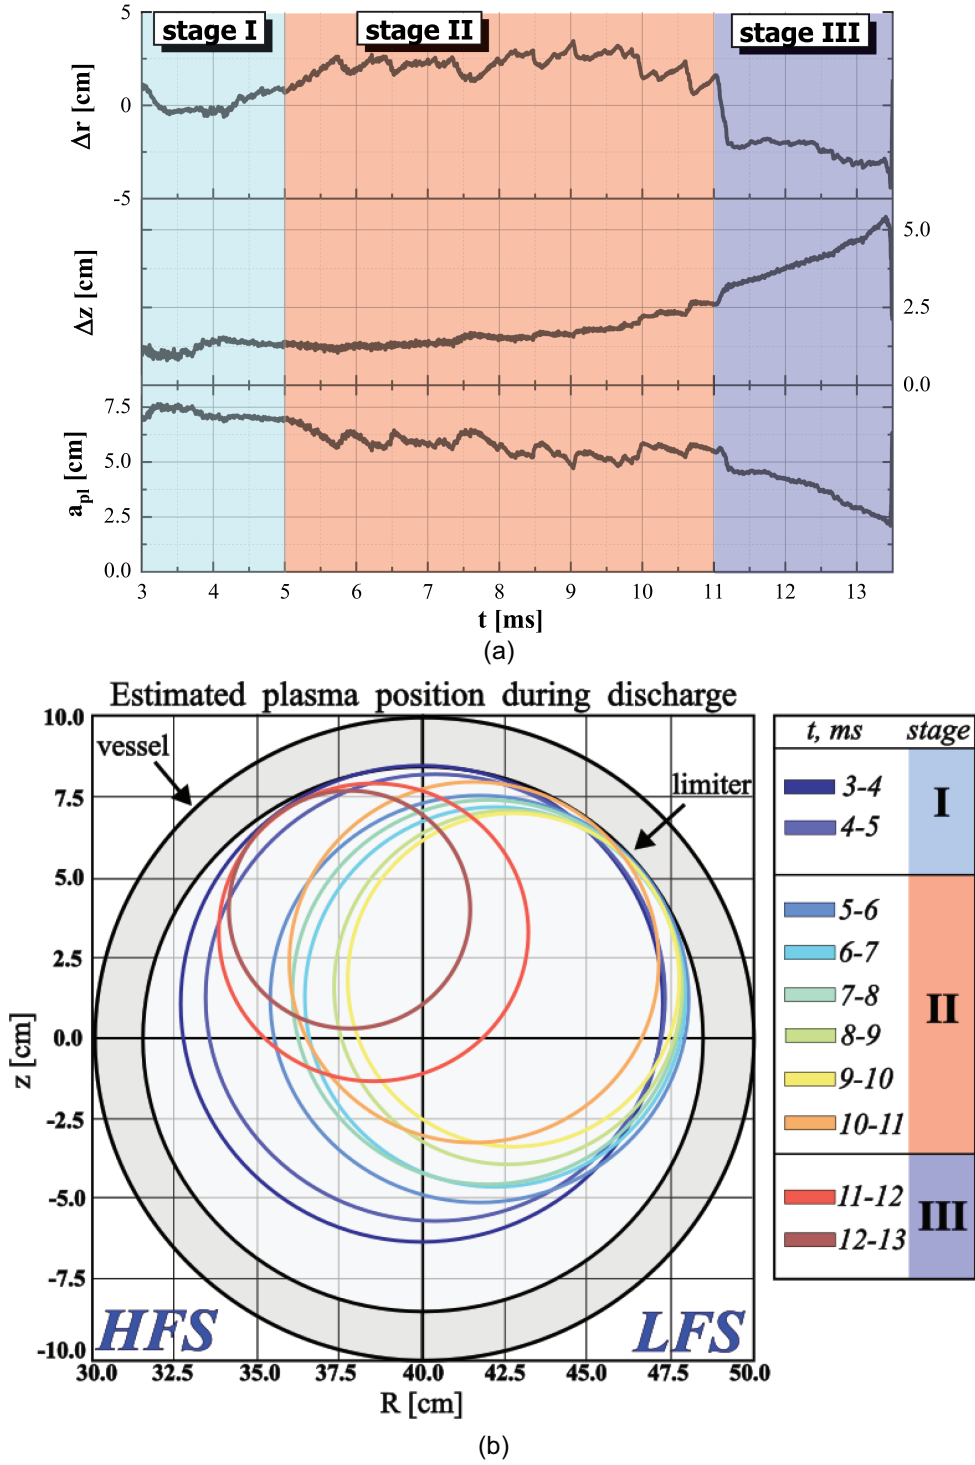 stage I
stage II
stage III
5
0
-5
Δr [cm]
5.0
2.5
0.0
Δz [cm]
7.5
5.0
2.5
0.0
a_pl [cm]
3 4 5 6 7 8 9 10 11 12 13
t [ms]
(a)
Estimated plasma position during discharge
10.0
7.5
5.0
2.5
0.0
-2.5
-5.0
-7.5
-10.0
z [cm]
vessel
limiter
HFS
LFS
30.0 32.5 35.0 37.5 40.0 42.5 45.0 47.5 50.0
R [cm]
t, ms stage
3-4
4-5
I
5-6
6-7
7-8
8-9
9-10
10-11
II
11-12
12-13
III
(b)